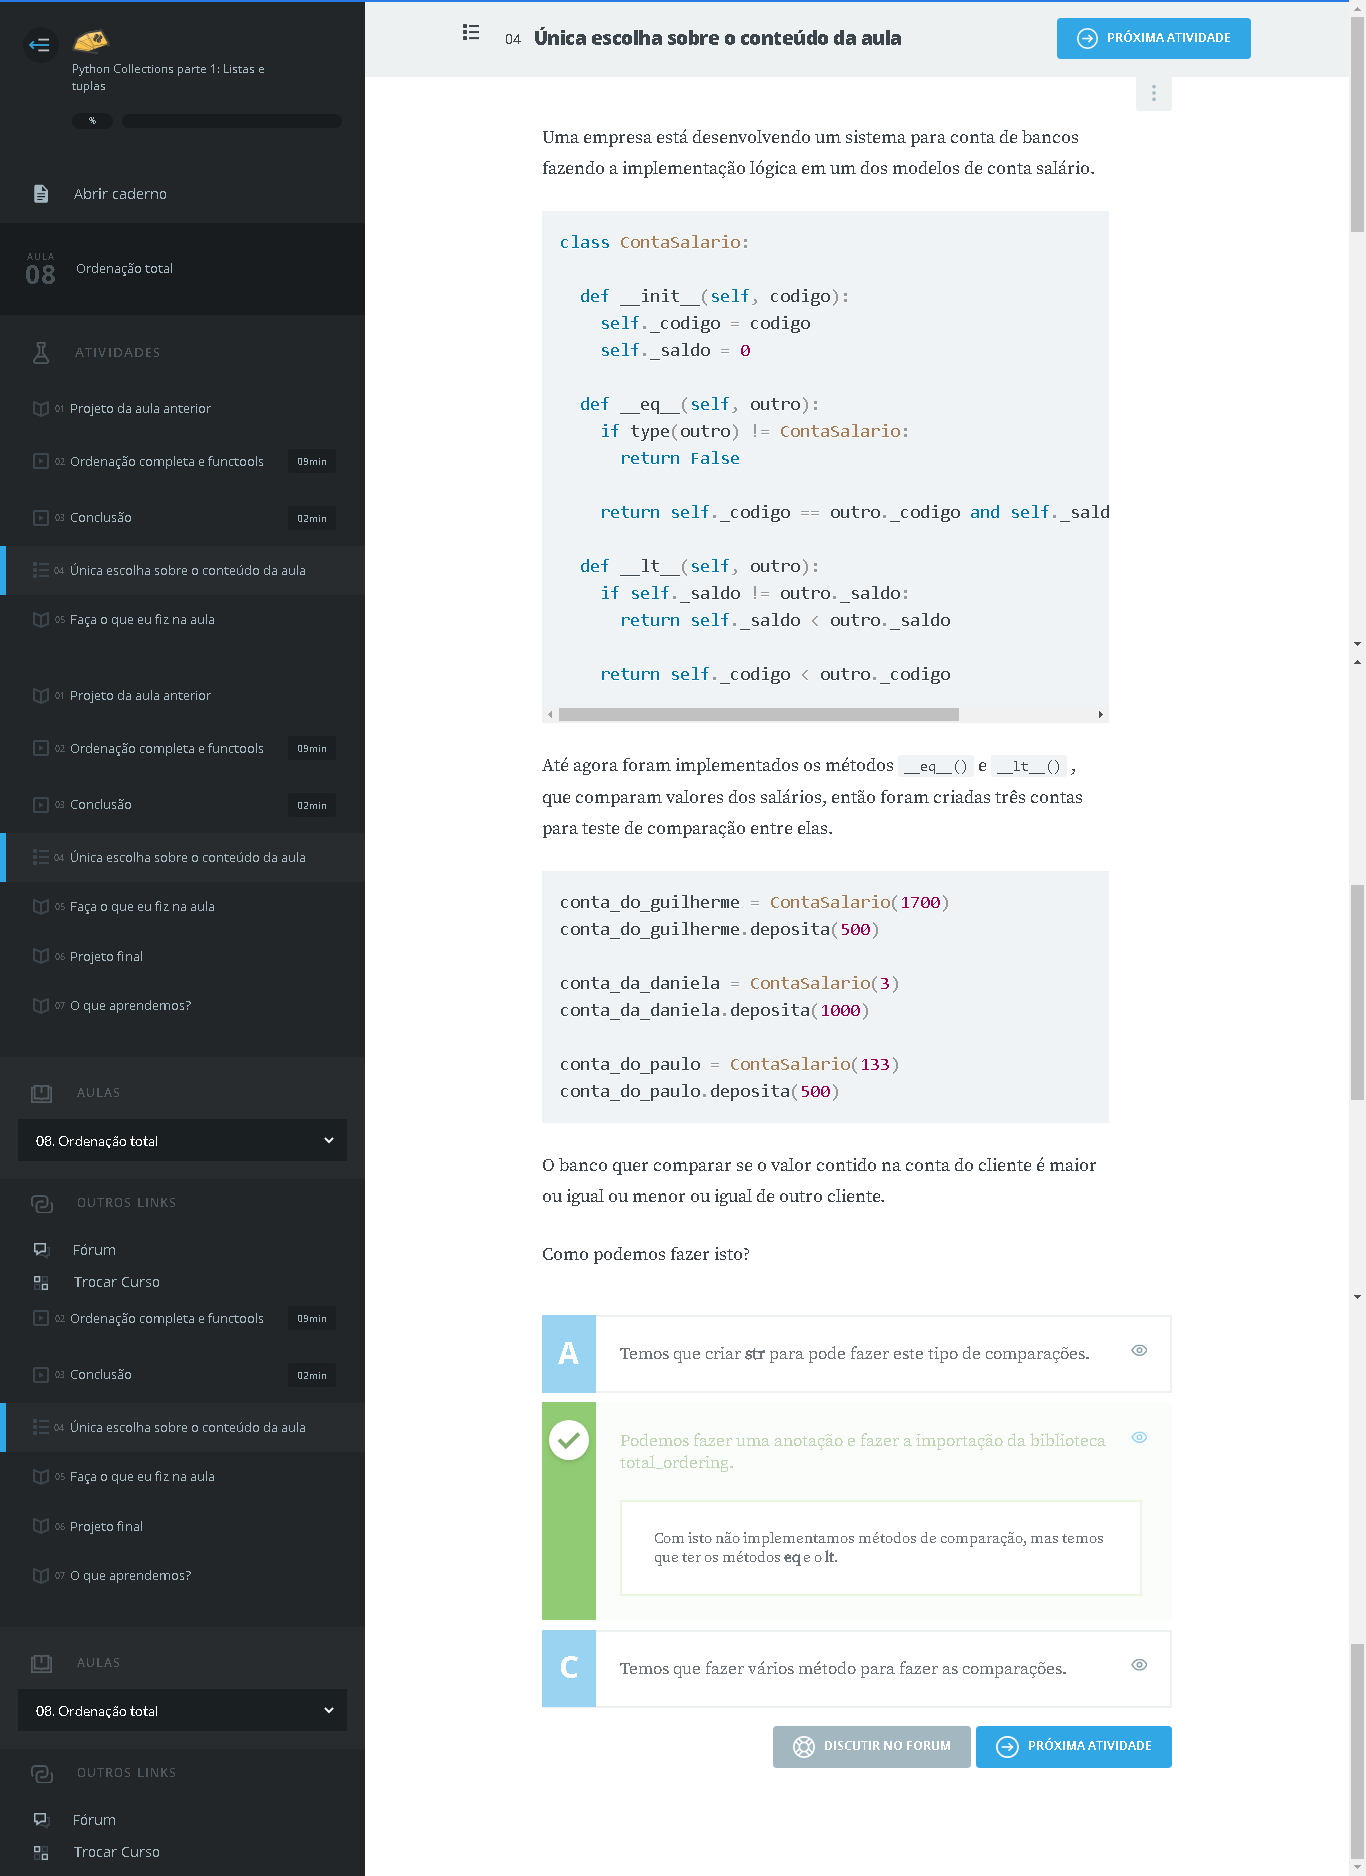 Python Collections parte 1: Listas e
tuplas
%
Abrir caderno
AULA
08
Ordenação total
ATIVIDADES
01 Projeto da aula anterior
02 Ordenação completa e functools 09min
03 Conclusão 02min
04 Única escolha sobre o conteúdo da aula
05 Faça o que eu fiz na aula
01 Projeto da aula anterior
02 Ordenação completa e functools 09min
03 Conclusão 02min
04 Única escolha sobre o conteúdo da aula
05 Faça o que eu fiz na aula
06 Projeto final
07 O que aprendemos?
AULAS
08. Ordenação total
OUTROS LINKS
Fórum
Trocar Curso
02 Ordenação completa e functools 09min
03 Conclusão 02min
04 Única escolha sobre o conteúdo da aula
05 Faça o que eu fiz na aula
06 Projeto final
07 O que aprendemos?
AULAS
08. Ordenação total
OUTROS LINKS
Fórum
Trocar Curso
04 Única escolha sobre o conteúdo da aula
PRÓXIMA ATIVIDADE
Uma empresa está desenvolvendo um sistema para conta de bancos
fazendo a implementação lógica em um dos modelos de conta salário.
class ContaSalario:
def __init__(self, codigo):
self._codigo = codigo
self._saldo = 0
def __eq__(self, outro):
if type(outro) != ContaSalario:
return False
return self._codigo == outro._codigo and self._sald
def __lt__(self, outro):
if self._saldo != outro._saldo:
return self._saldo < outro._saldo
return self._codigo < outro._codigo
Até agora foram implementados os métodos __eq__() e __lt__() ,
que comparam valores dos salários, então foram criadas três contas
para teste de comparação entre elas.
conta_do_guilherme = ContaSalario(1700)
conta_do_guilherme.deposita(500)
conta_da_daniela = ContaSalario(3)
conta_da_daniela.deposita(1000)
conta_do_paulo = ContaSalario(133)
conta_do_paulo.deposita(500)
O banco quer comparar se o valor contido na conta do cliente é maior
ou igual ou menor ou igual de outro cliente.
Como podemos fazer isto?
A Temos que criar str para pode fazer este tipo de comparações.
Podemos fazer uma anotação e fazer a importação da biblioteca
total_ordering.
Com isto não implementamos métodos de comparação, mas temos
que ter os métodos eq e o lt.
C Temos que fazer vários método para fazer as comparações.
DISCUTIR NO FORUM
PRÓXIMA ATIVIDADE